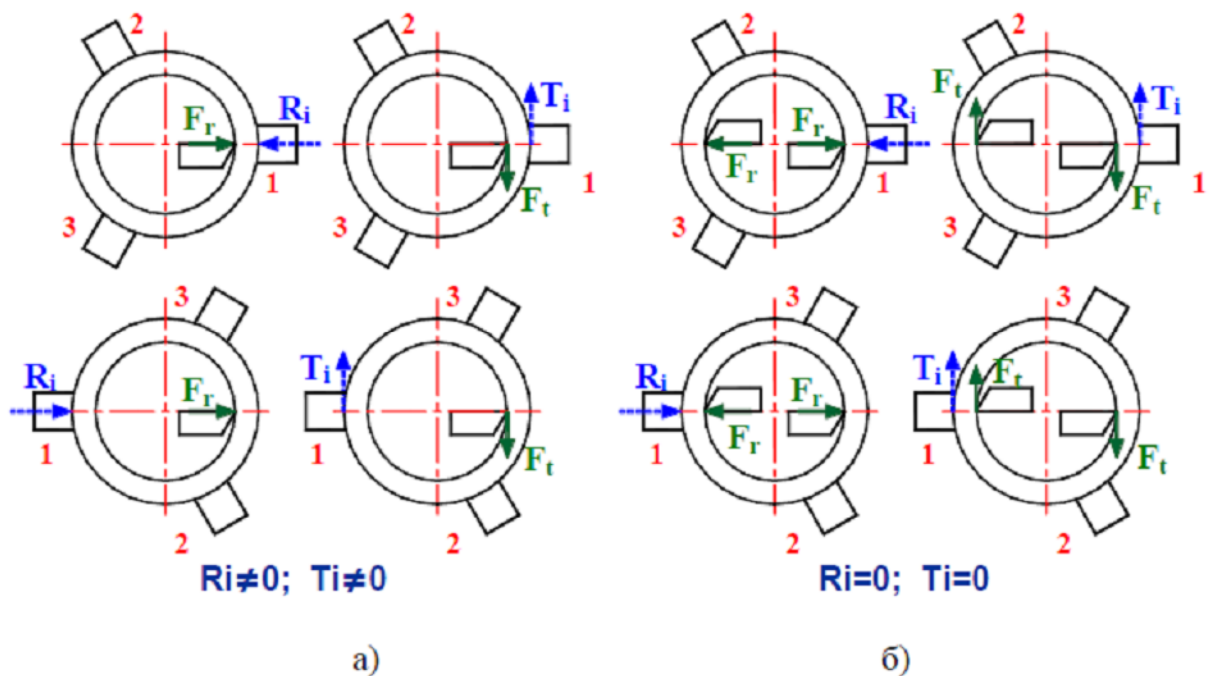 2 2 2 2
Fr Ri Ti Fr Ri Ft Ti
1 Fr 1 1
3 3 Ft 3 3 Ft
1
3 3 3 3
Ri Fr Ti Ri Fr Ti Ft
1 1 Ft 1 Fr 1 Ft
2 2 2 2
Ri≠0; Ti≠0 Ri=0; Ti=0
а) б)